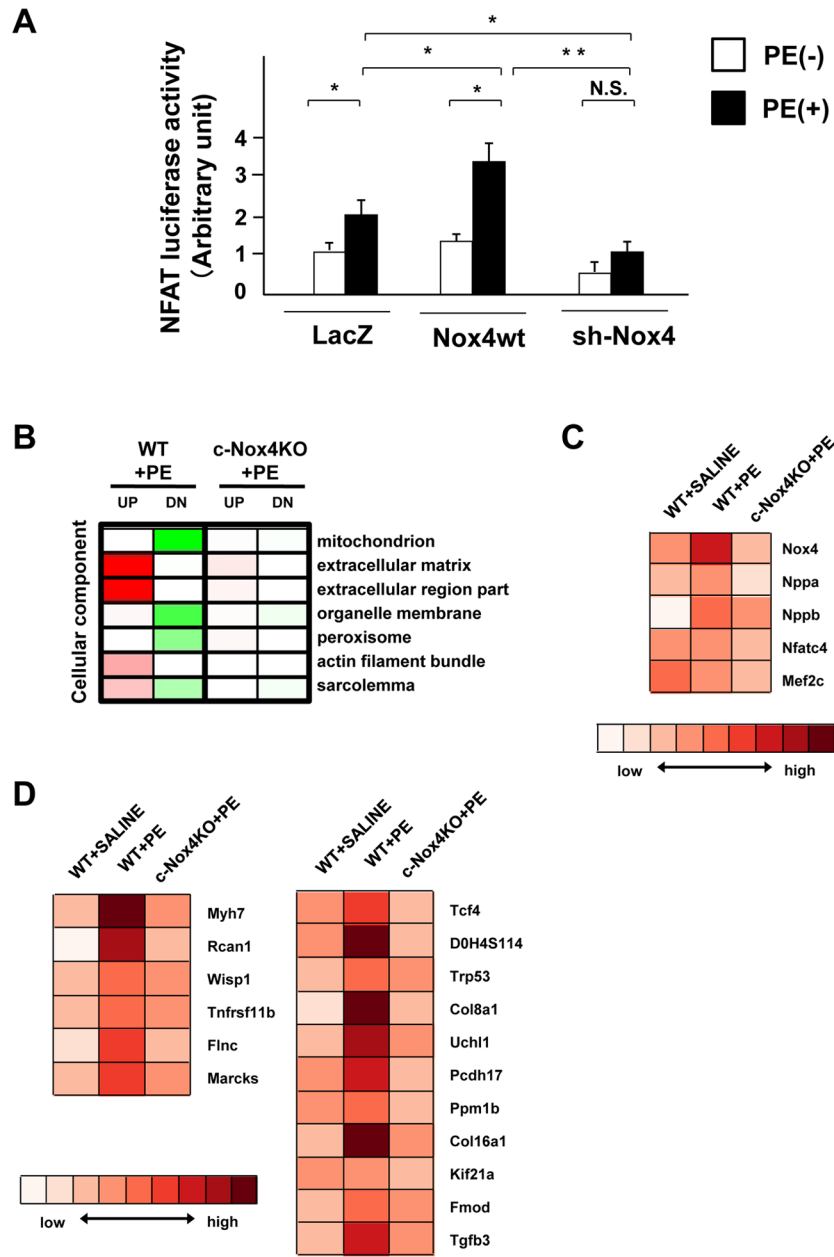 A
NFAT luciferase activity
(Arbitrary unit)
4
3
2
1
0
*
*
* *
*
*
N.S.
PE(-)
PE(+)
LacZ
Nox4wt
sh-Nox4
B
WT
+PE
c-Nox4KO
+PE
UP
DN
UP
DN
Cellular component
mitochondrion
extracellular matrix
extracellular region part
organelle membrane
peroxisome
actin filament bundle
sarcolemma
C
WT+SALINE
WT+PE
c-Nox4KO+PE
Nox4
Nppa
Nppb
Nfatc4
Mef2c
low
high
D
WT+SALINE
WT+PE
c-Nox4KO+PE
Myh7
Rcan1
Wisp1
Tnfrsf11b
Flnc
Marcks
low
high
WT+SALINE
WT+PE
c-Nox4KO+PE
Tcf4
D0H4S114
Trp53
Col8a1
Uchl1
Pcdh17
Ppm1b
Col16a1
Kif21a
Fmod
Tgfb3